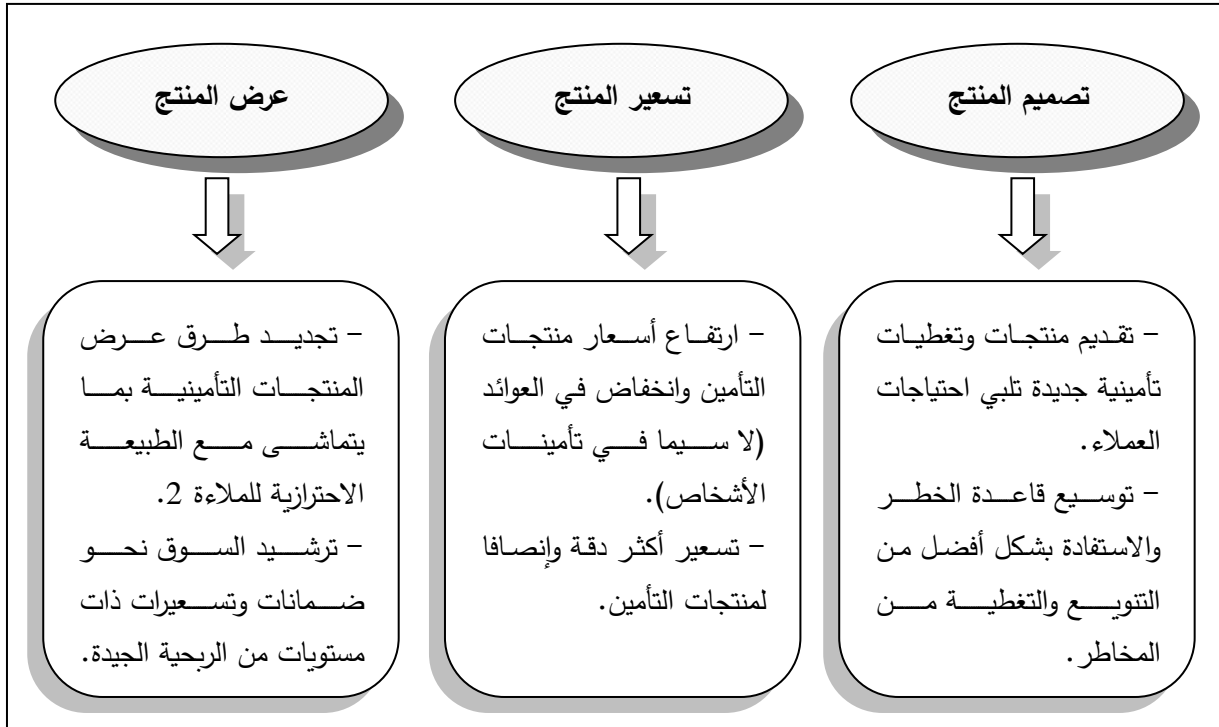 تصميم المنتج
تسعير المنتج
عرض المنتج
- تقديم منتجات وتغطيات
تأمينية جديدة تلبي احتياجات
العملاء.
- توسيع قاعدة الخطر
والاستفادة بشكل أفضل من
التنويع والتغطية من
المخاطر.
- ارتفاع أسعار منتجات
التأمين وانخفاض في العوائد
(لا سيما في تأمينات
الأشخاص).
- تسعير أكثر دقة وإنصافا
لمنتجات التأمين.
- تجديد طرق عرض
المنتجات التأمينية بما
يتماشى مع الطبيعة
الاحترازية للملاءة 2.
- ترشيد السوق نحو
ضمانات وتسعيرات ذات
مستويات من الربحية الجيدة.